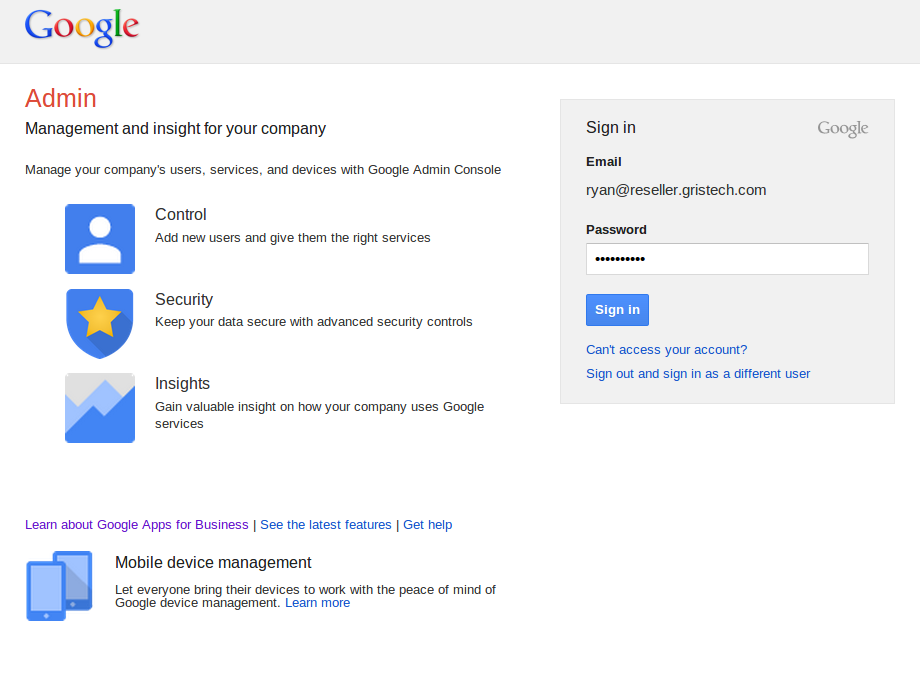 Google
Admin
Management and insight for your company
Manage your company's users, services, and devices with Google Admin Console
Control
Add new users and give them the right services
Security
Keep your data secure with advanced security controls
Insights
Gain valuable insight on how your company uses Google
services
Learn about Google Apps for Business | See the latest features | Get help
Mobile device management
Let everyone bring their devices to work with the peace of mind of
Google device management. Learn more
Sign in
Google
Email
ryan@reseller.gristech.com
Password
••••••••••
Sign in
Can't access your account?
Sign out and sign in as a different user